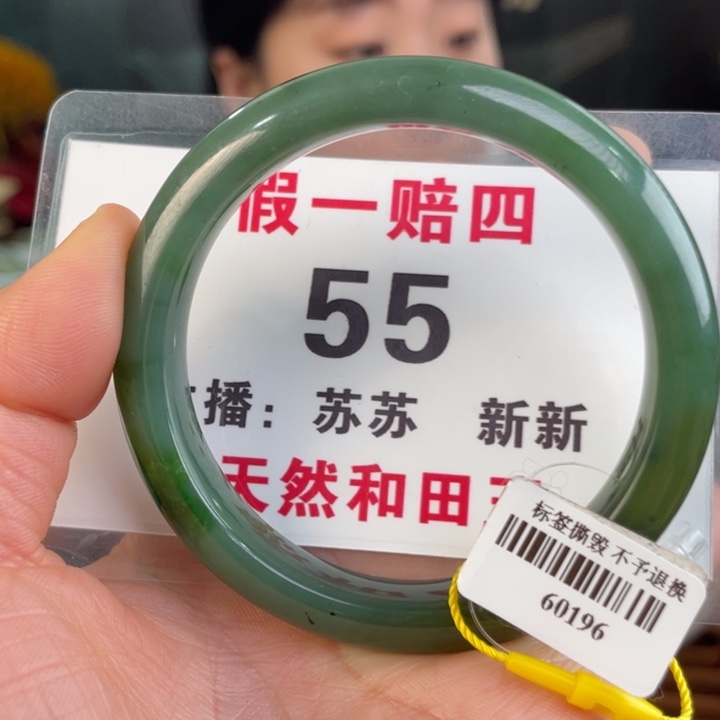 假一赔四
55
播: 苏苏 新新
天然和田玉
标签撕毁 不予退换
60196